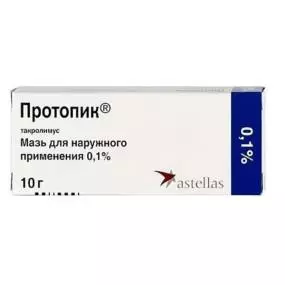 Протопик®
такролимус
Мазь для наружного
применения 0,1%
10 г
astellas
0,1%